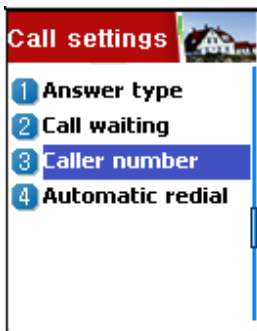 Call settings
1 Answer type
2 Call waiting
3 Caller number
4 Automatic redial